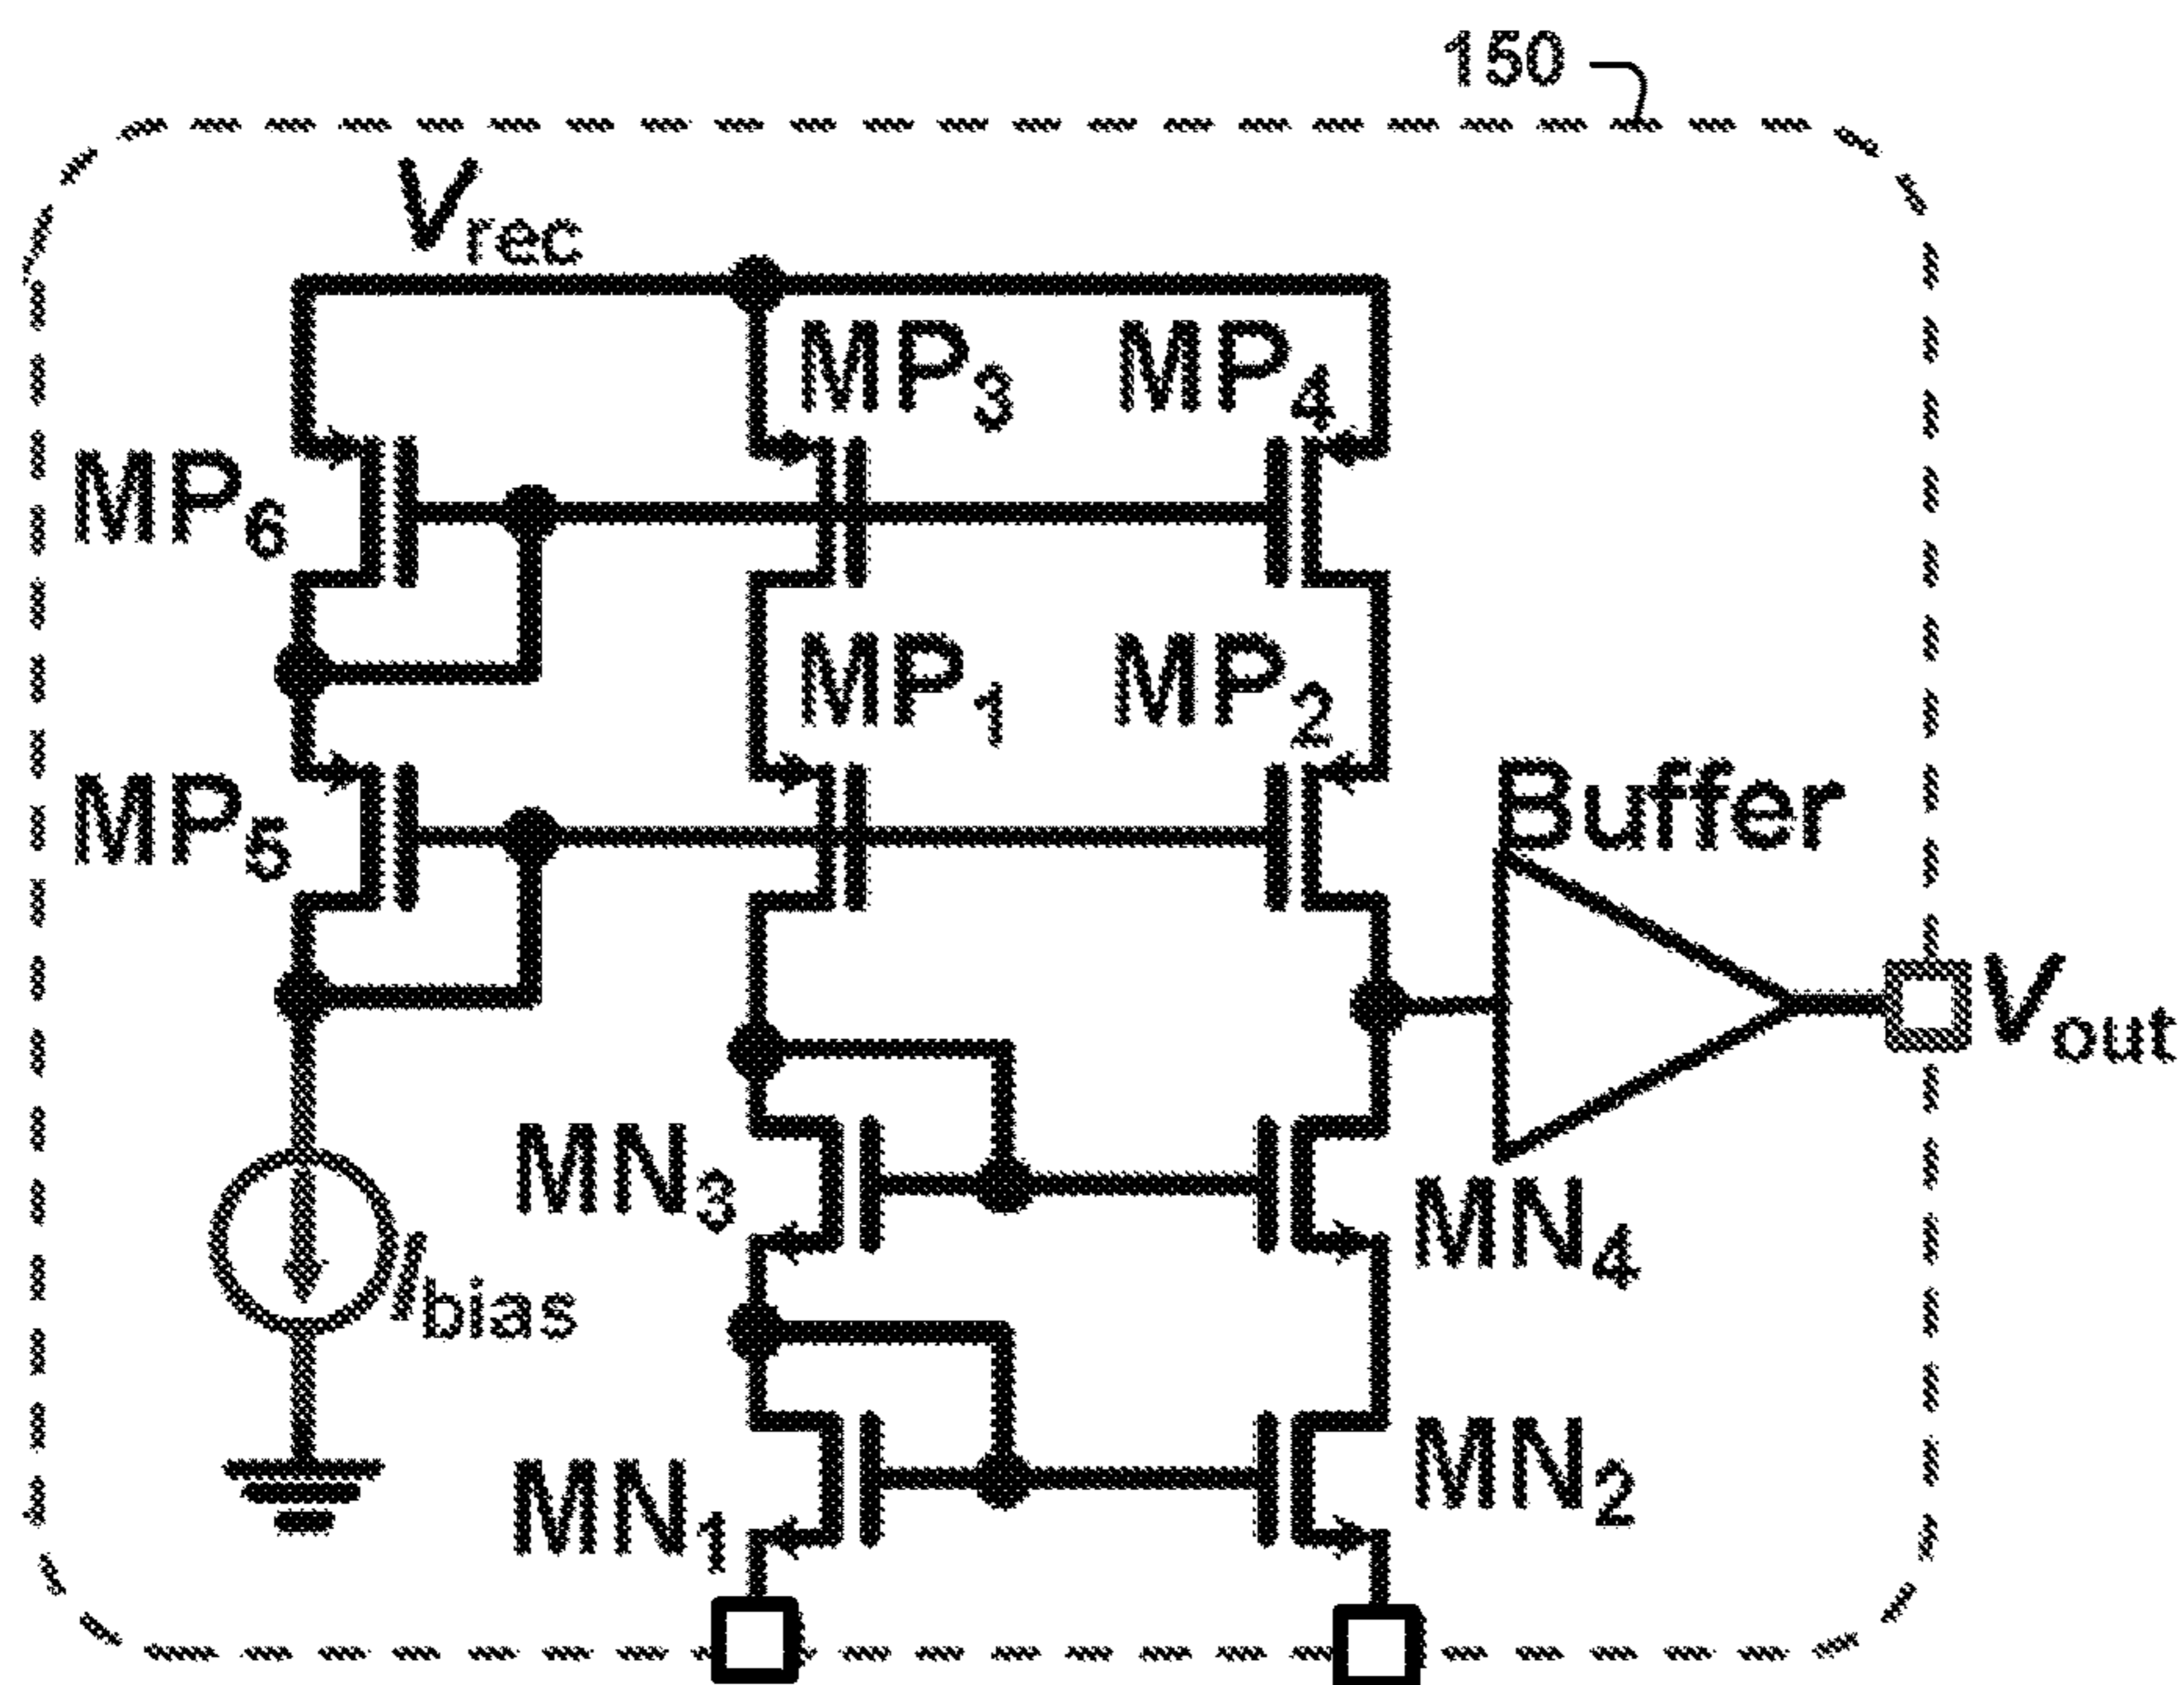 150
Vrec
MP3 MP4
MP6
MP1 MP2
MP5
Buffer
Vout
MN3
MN4
Ibias
MN1
MN2